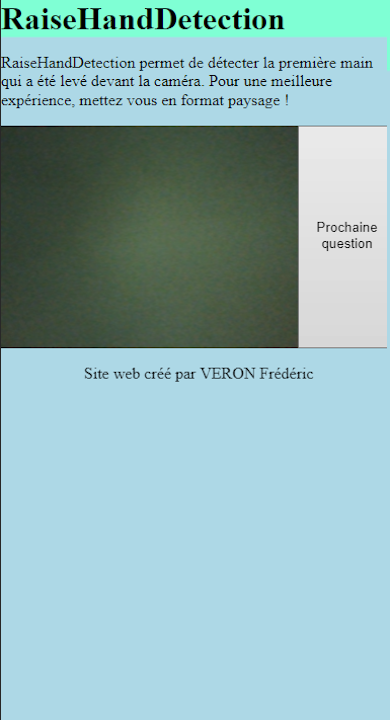 RaiseHandDetection
RaiseHandDetection permet de détecter la première main
qui a été levé devant la caméra. Pour une meilleure
expérience, mettez vous en format paysage !
Prochaine
question
Site web créé par VERON Frédéric